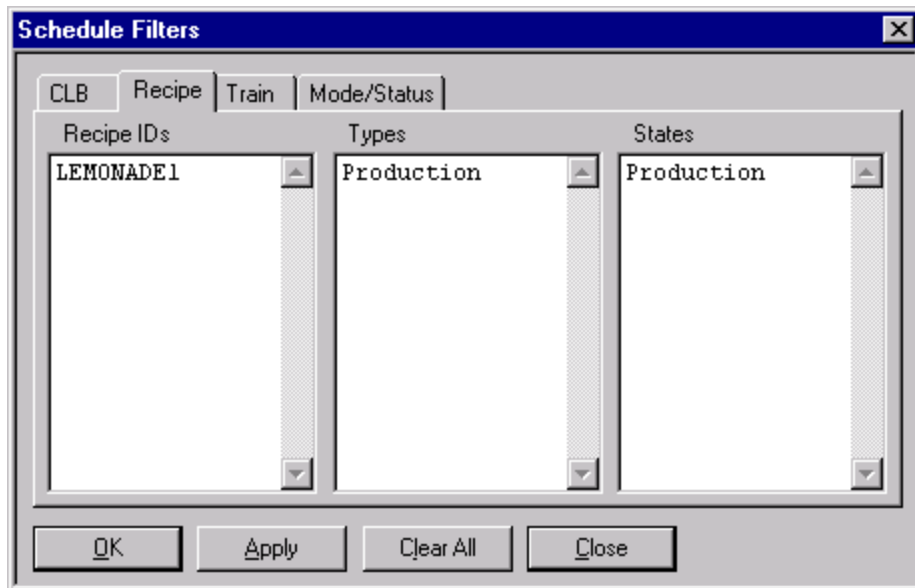 Schedule Filters
CLB Recipe Train Mode/Status
Recipe IDs Types States
LEMONADE1 Production Production
OK Apply Clear All Close